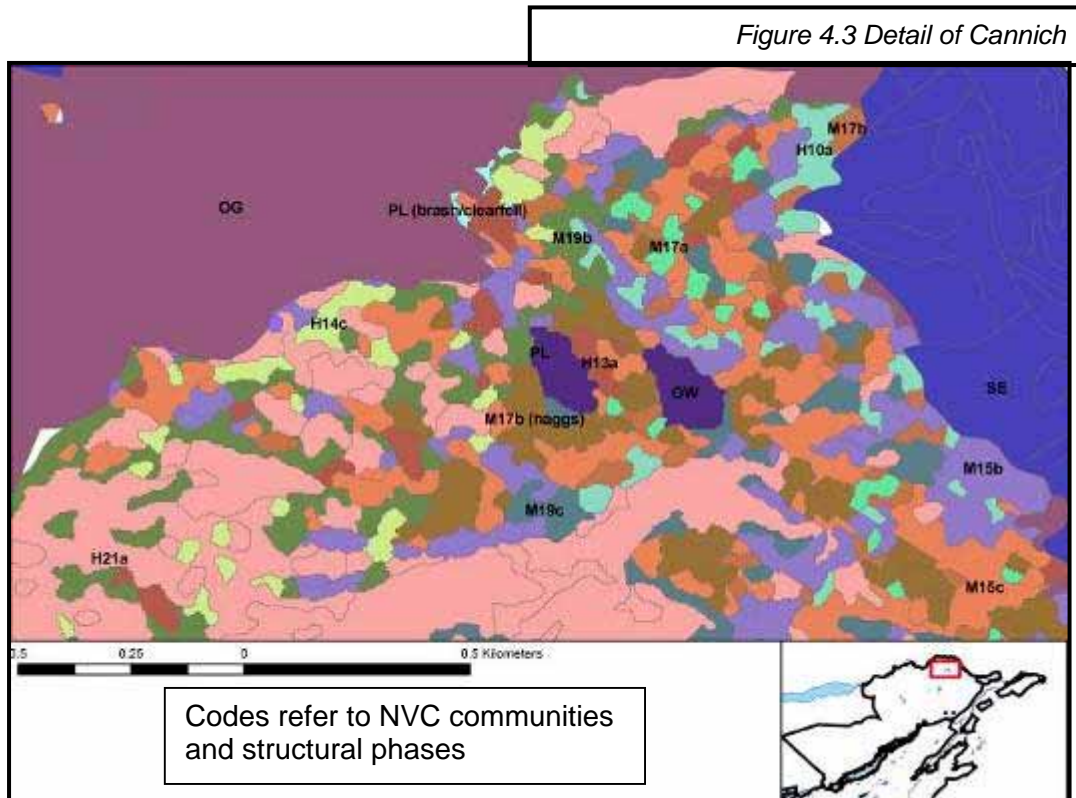 Figure 4.3 Detail of Cannich
M17b
H10a
OG
PL (brash/clearfell)
M19b
M17a
H14c
PL
H13a
OW
SE
M17b (haggs)
M15b
M19c
H21a
M15c
0.5 0.25 0 0.5 Kilometers
Codes refer to NVC communities
and structural phases